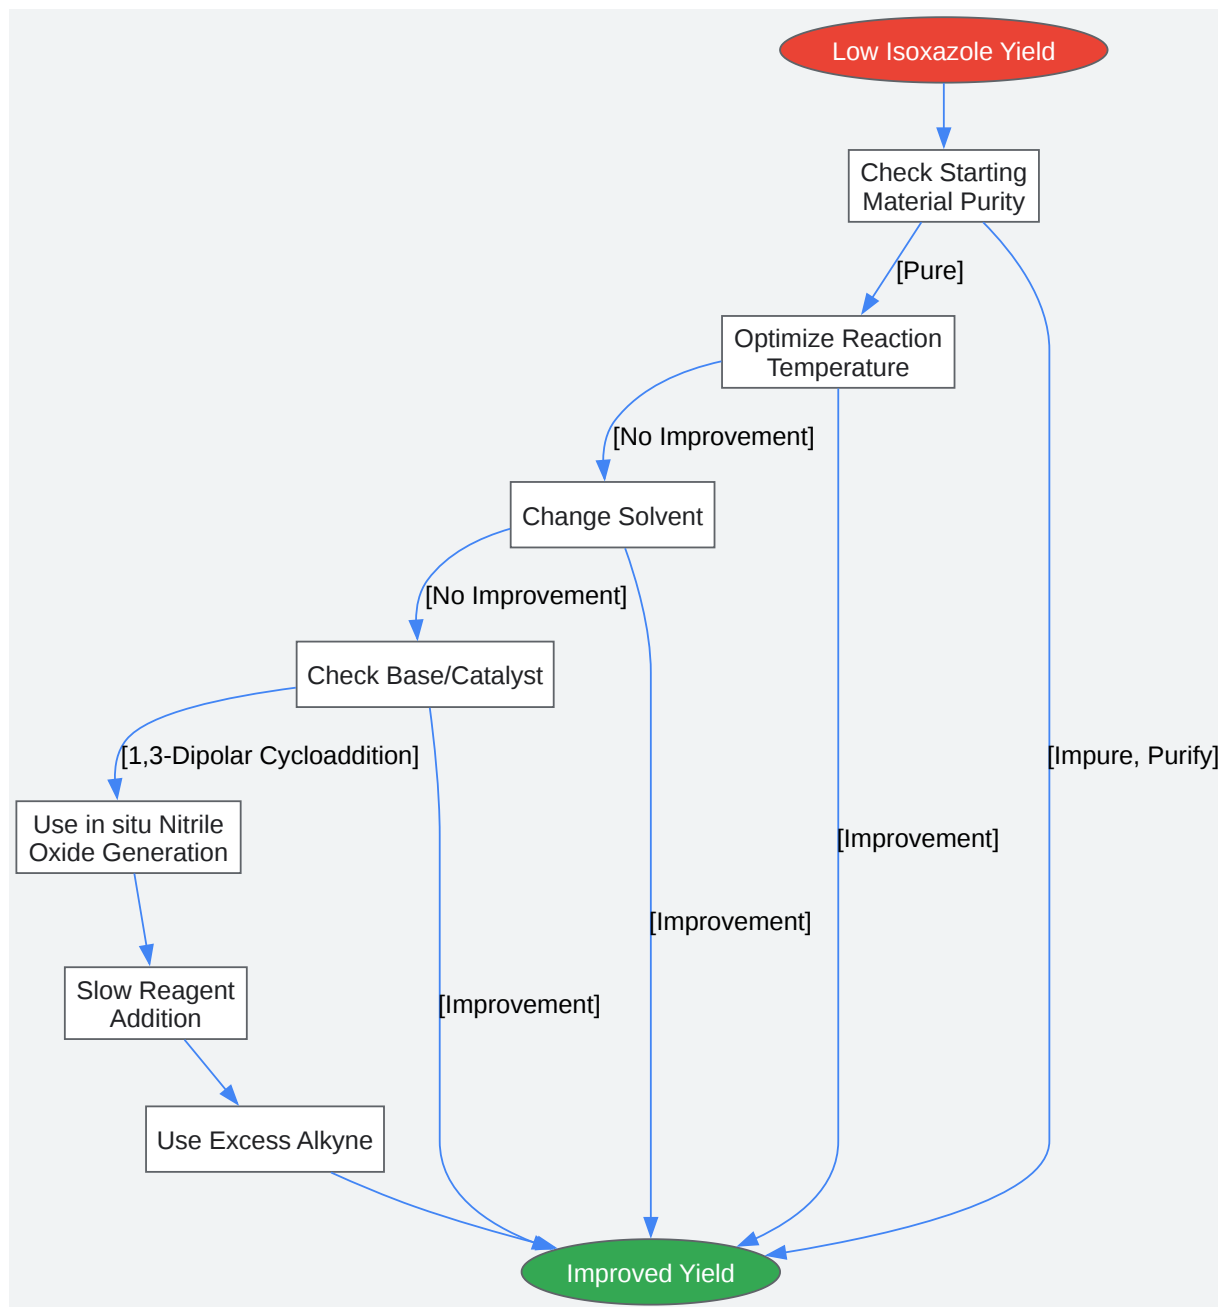 Low Isoxazole Yield
Check Starting
Material Purity
[Pure]
Optimize Reaction
Temperature
[No Improvement]
Change Solvent
[No Improvement]
Check Base/Catalyst
[1,3-Dipolar Cycloaddition]
[Impure, Purify]
Use in situ Nitrile
Oxide Generation
[Improvement]
[Improvement]
Slow Reagent
Addition
[Improvement]
Use Excess Alkyne
Improved Yield